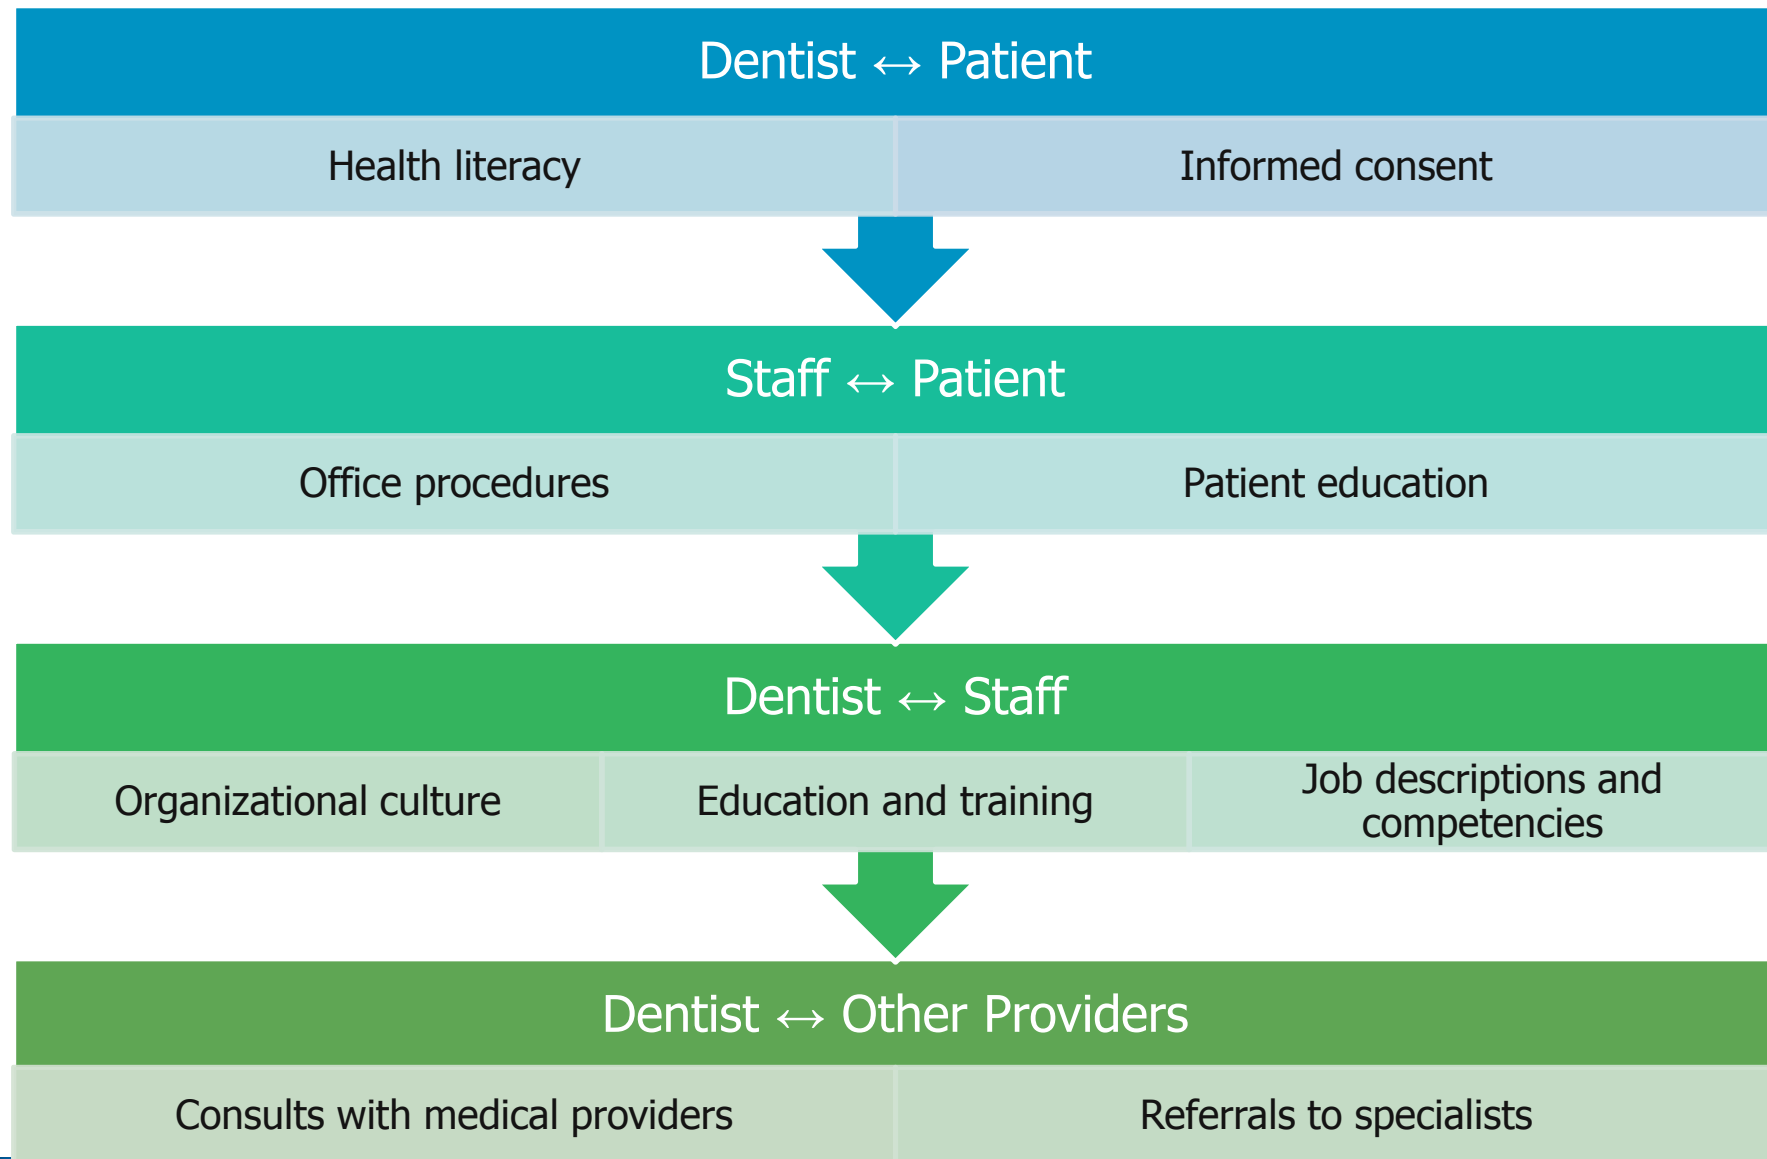 Dentist ↔ Patient
Health literacy
Informed consent
Staff ↔ Patient
Office procedures
Patient education
Dentist ↔ Staff
Organizational culture
Education and training
Job descriptions and
competencies
Dentist ↔ Other Providers
Consults with medical providers
Referrals to specialists